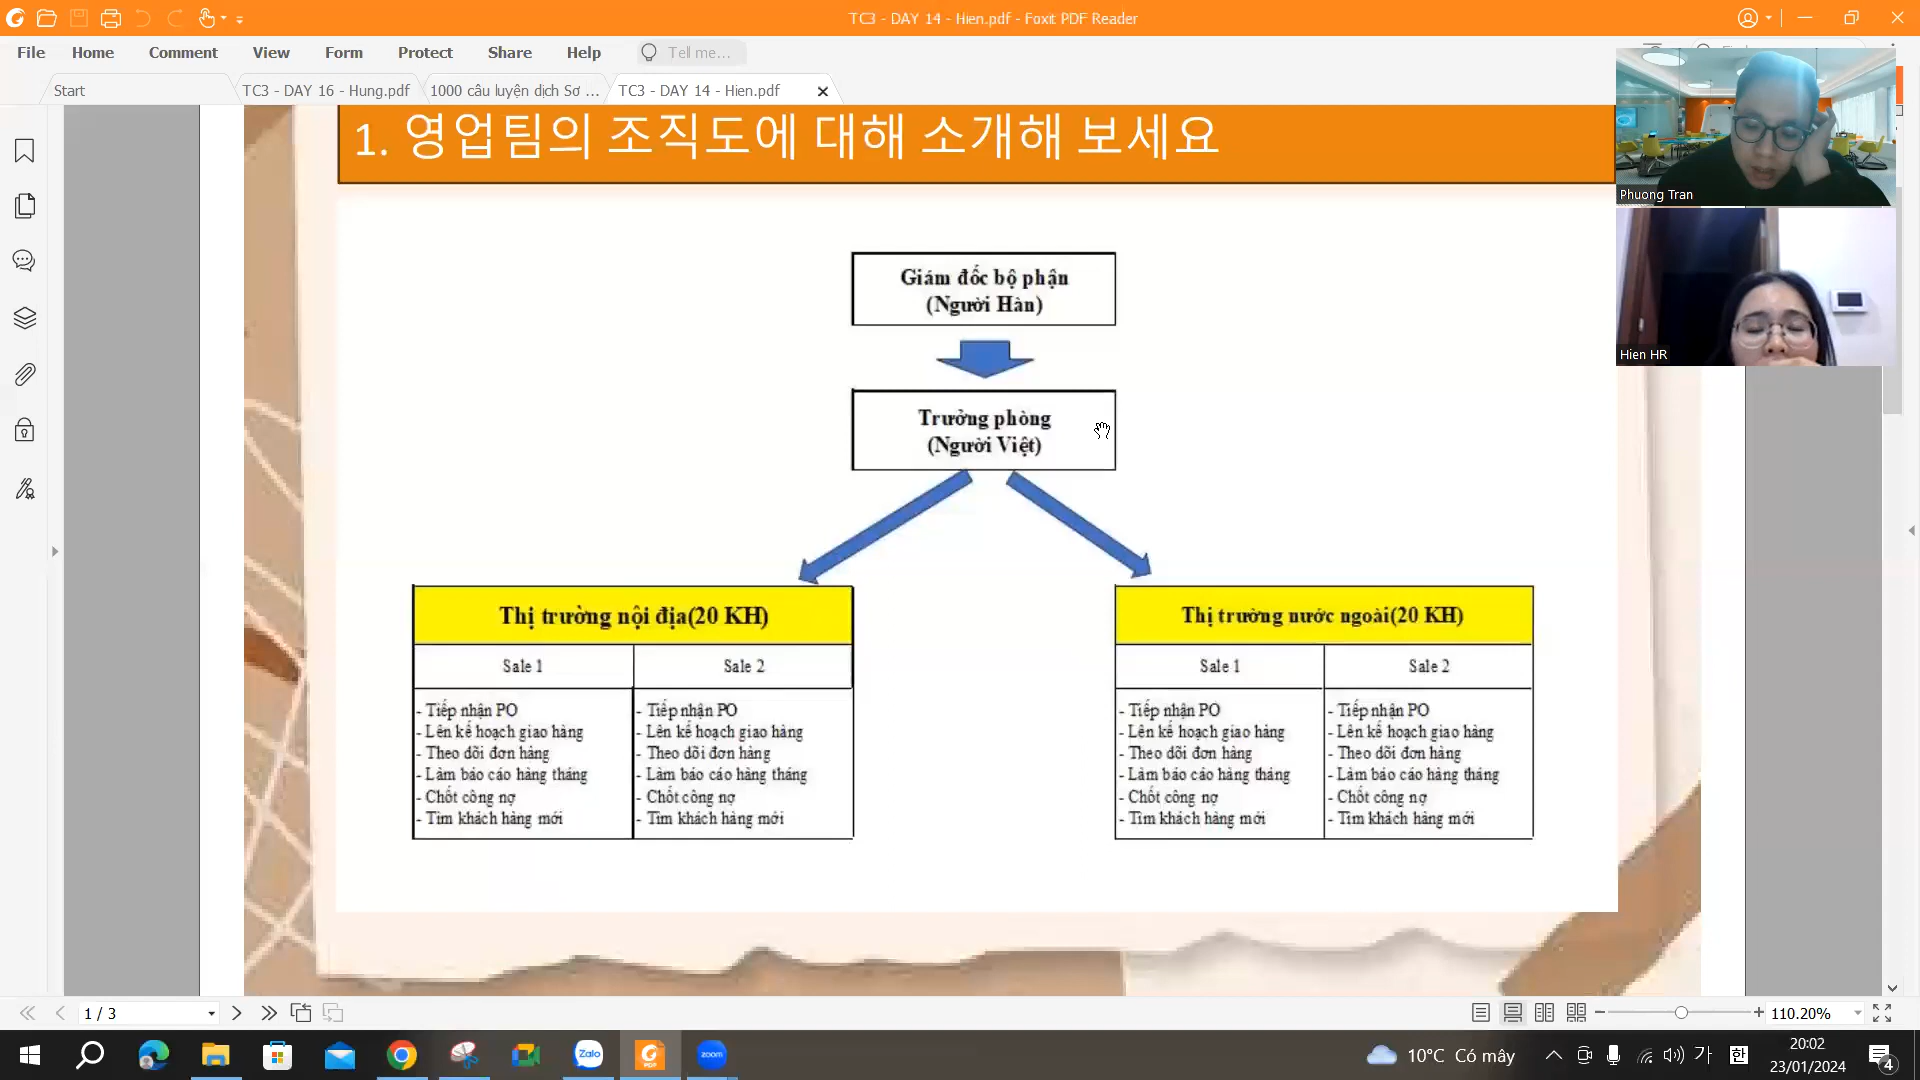 TC3 - DAY 14 - Hien.pdf - Foxit PDF Reader
File Home Comment View Form Protect Share Help Tell me...
Start TC3 - DAY 16 - Hung.pdf 1000 câu luyện dịch Sơ ... TC3 - DAY 14 - Hien.pdf
1. 영업팀의 조직도에 대해 소개해 보세요
Phuong Tran
Hien HR
Giám đốc bộ phận
(Người Hàn)
Trưởng phòng
(Người Việt)
Thị trường nội địa(20 KH)
Sale 1 Sale 2
- Tiếp nhận PO - Tiếp nhận PO
- Lên kế hoạch giao hàng - Lên kế hoạch giao hàng
- Theo dõi đơn hàng - Theo dõi đơn hàng
- Làm báo cáo hàng tháng - Làm báo cáo hàng tháng
- Chốt công nợ - Chốt công nợ
- Tìm khách hàng mới - Tìm khách hàng mới
Thị trường nước ngoài(20 KH)
Sale 1 Sale 2
- Tiếp nhận PO - Tiếp nhận PO
- Lên kế hoạch giao hàng - Lên kế hoạch giao hàng
- Theo dõi đơn hàng - Theo dõi đơn hàng
- Làm báo cáo hàng tháng - Làm báo cáo hàng tháng
- Chốt công nợ - Chốt công nợ
- Tìm khách hàng mới - Tìm khách hàng mới
1 / 3
110.20%
Zalo
PDF
zoom
10°C Có mây
가 한
20:02
23/01/2024
4